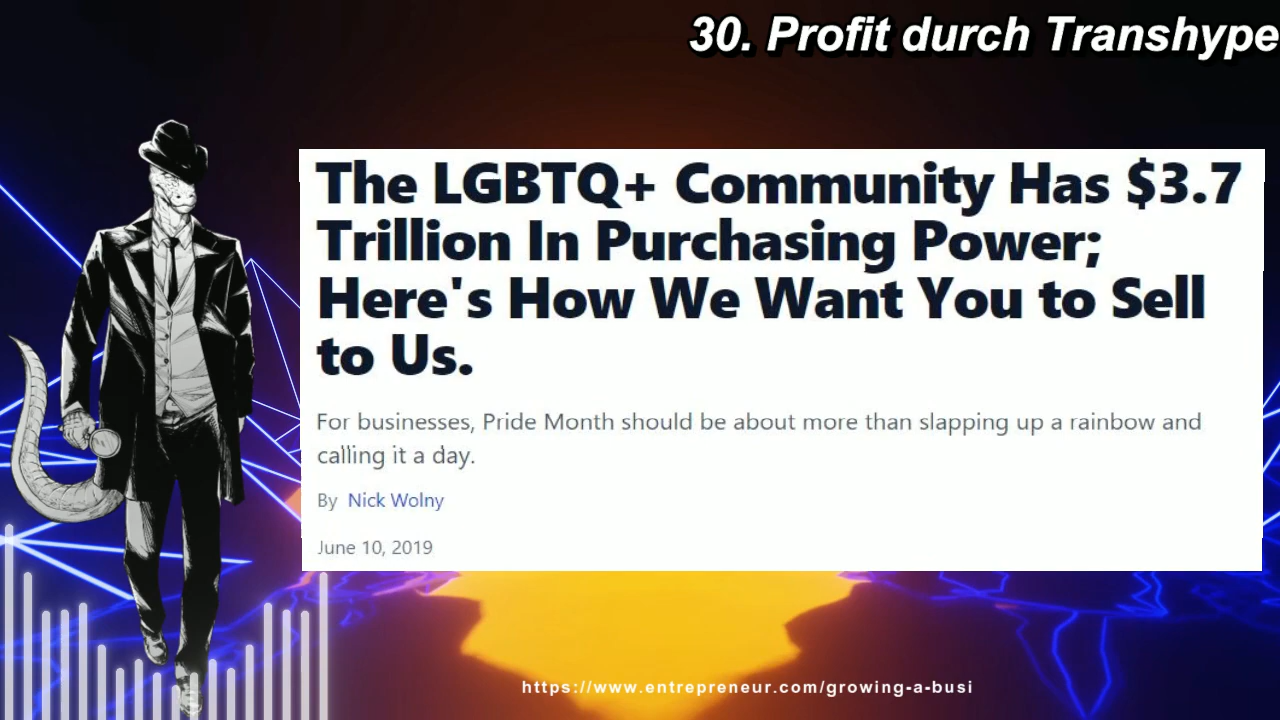 30. Profit durch Transhype
The LGBTQ+ Community Has $3.7
Trillion In Purchasing Power;
Here's How We Want You to Sell
to Us.
For businesses, Pride Month should be about more than slapping up a rainbow and
calling it a day.
By Nick Wolny
June 10, 2019
https://www.entrepreneur.com/growing-a-busi